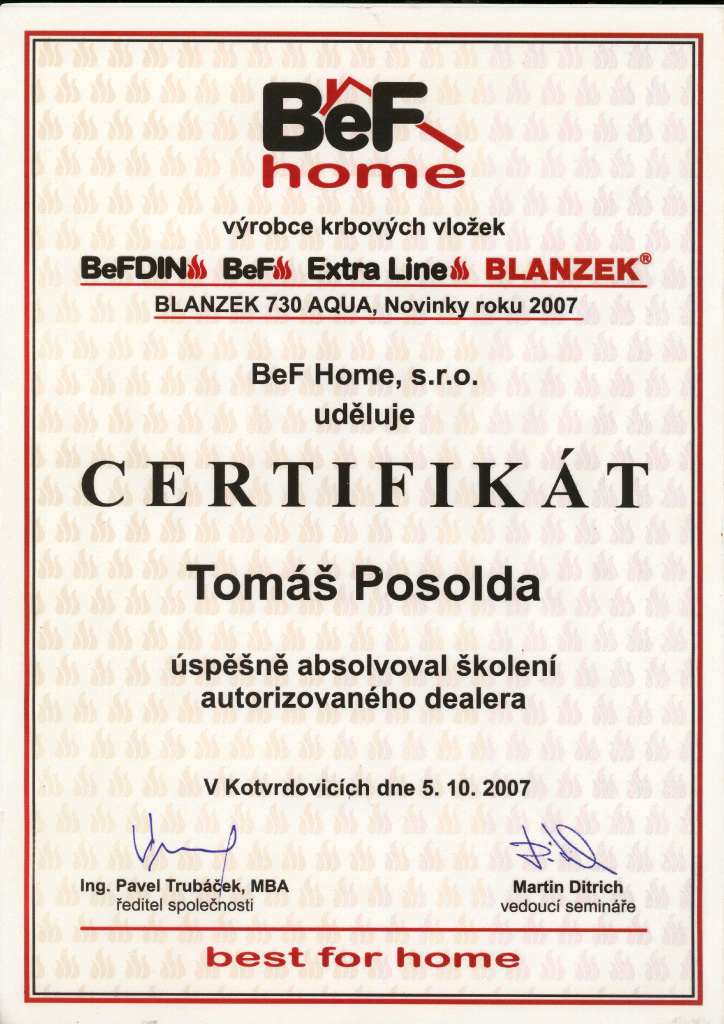 BeF
home
výrobce krbových vložek
BeFDIN BeF Extra Line BLANZEK®
BLANZEK 730 AQUA, Novinky roku 2007
BeF Home, s.r.o.
uděluje
CERTIFIKÁT
Tomáš Posolda
úspěšně absolvoval školení
autorizovaného dealera
V Kotvrdovicích dne 5. 10. 2007
Ing. Pavel Trubáček, MBA
ředitel společnosti
Martin Ditrich
vedoucí semináře
best for home